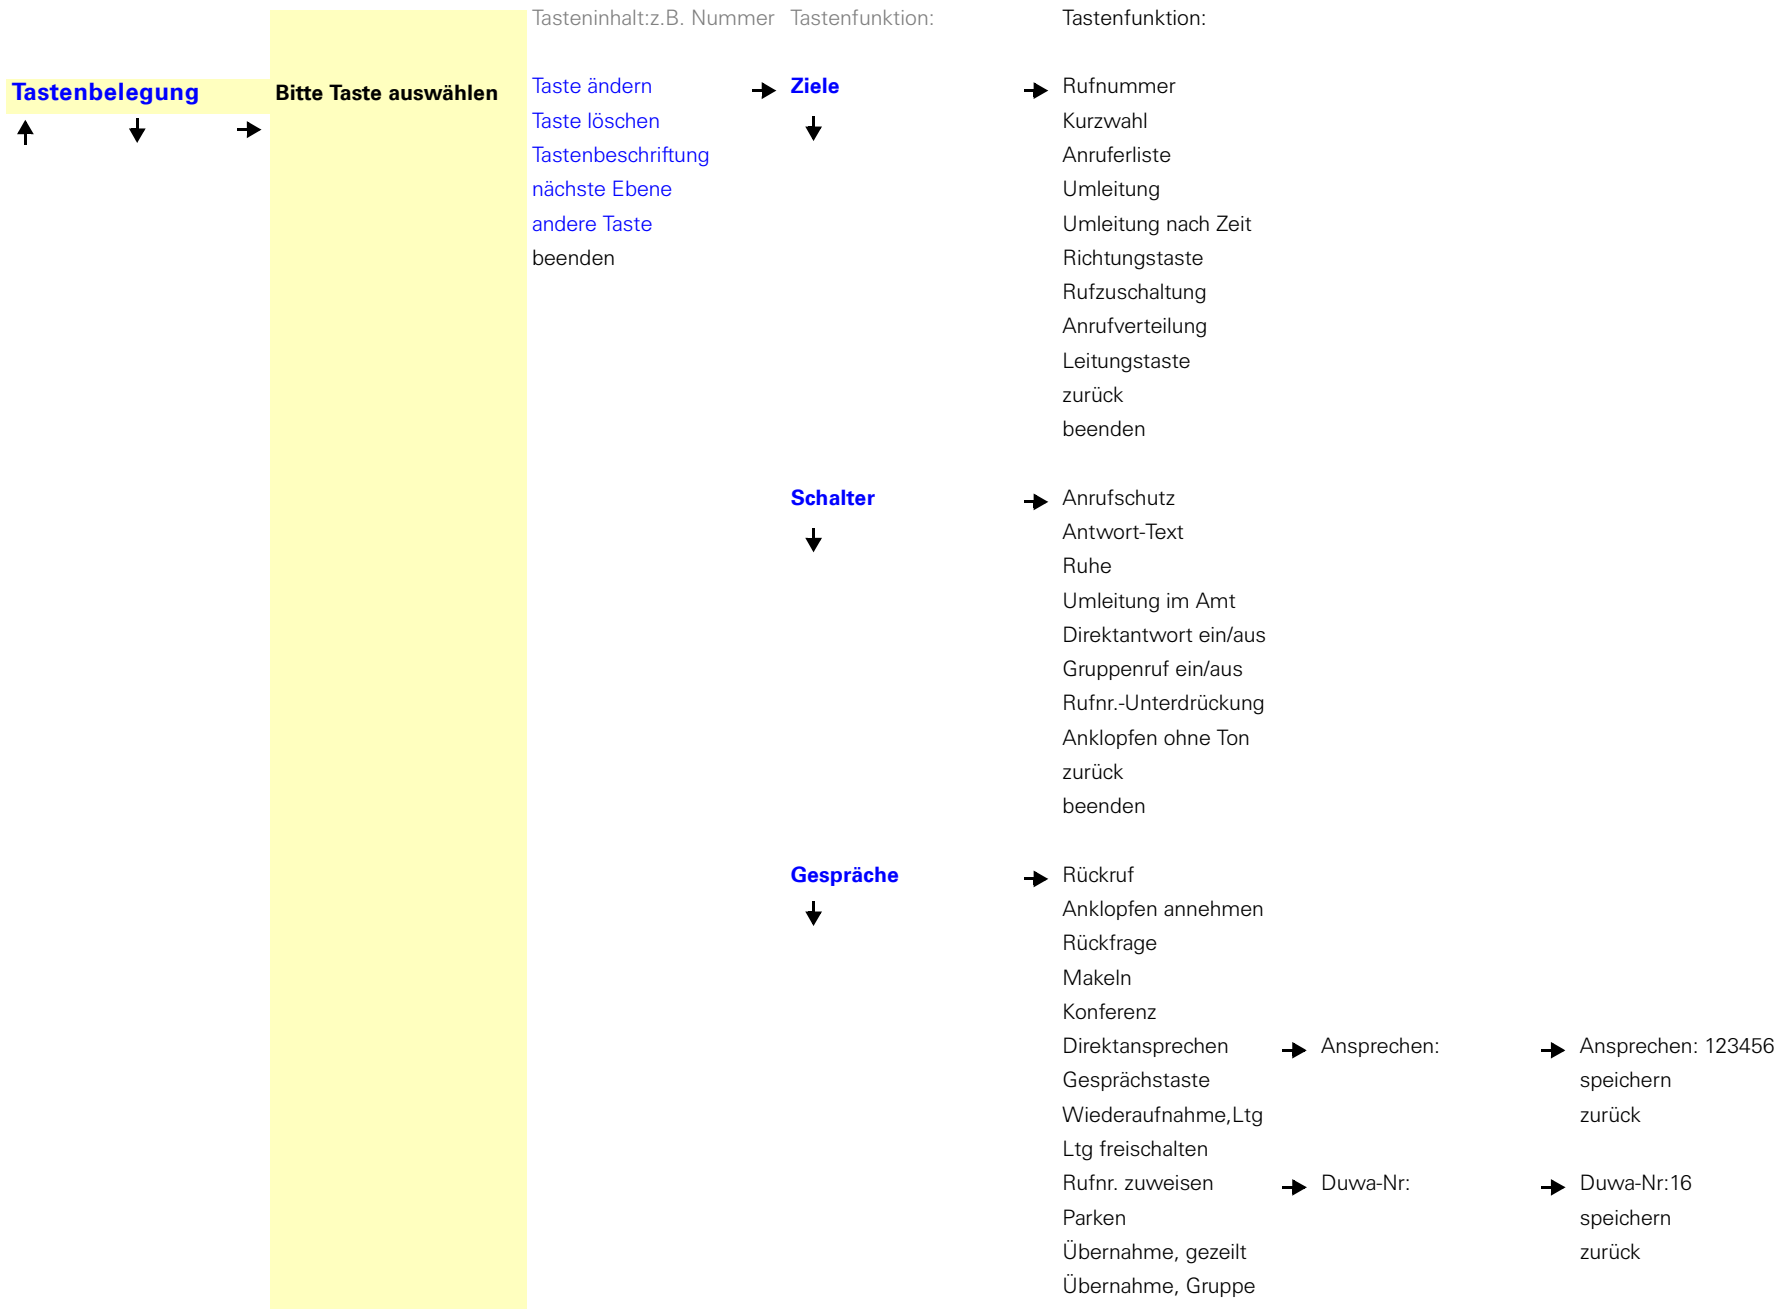 Tasteninhalt:z.B. Nummer Tastenfunktion: Tastenfunktion:
Tastenbelegung Bitte Taste auswählen Taste ändern Ziele Rufnummer
Taste löschen Kurzwahl
Tastenbeschriftung Anruferliste
nächste Ebene Umleitung
andere Taste Umleitung nach Zeit
beenden Richtungstaste
Rufzuschaltung
Anrufverteilung
Leitungstaste
zurück
beenden
Schalter Anrufschutz
Antwort-Text
Ruhe
Umleitung im Amt
Direktantwort ein/aus
Gruppenruf ein/aus
Rufnr.-Unterdrückung
Anklopfen ohne Ton
zurück
beenden
Gespräche Rückruf
Anklopfen annehmen
Rückfrage
Makeln
Konferenz
Direktansprechen Ansprechen: Ansprechen: 123456
Gesprächstaste speichern
Wiederaufnahme,Ltg zurück
Ltg freischalten
Rufnr. zuweisen Duwa-Nr: Duwa-Nr:16
Parken speichern
Übernahme, gezeilt zurück
Übernahme, Gruppe